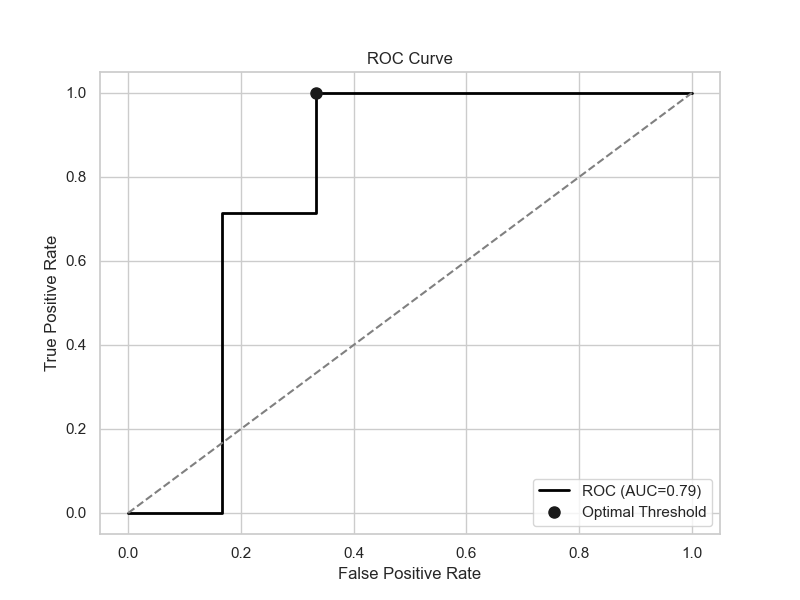 ROC Curve
1.0
0.8
0.6
0.4
0.2
0.0
True Positive Rate
0.0 0.2 0.4 0.6 0.8 1.0
False Positive Rate
ROC (AUC=0.79)
Optimal Threshold